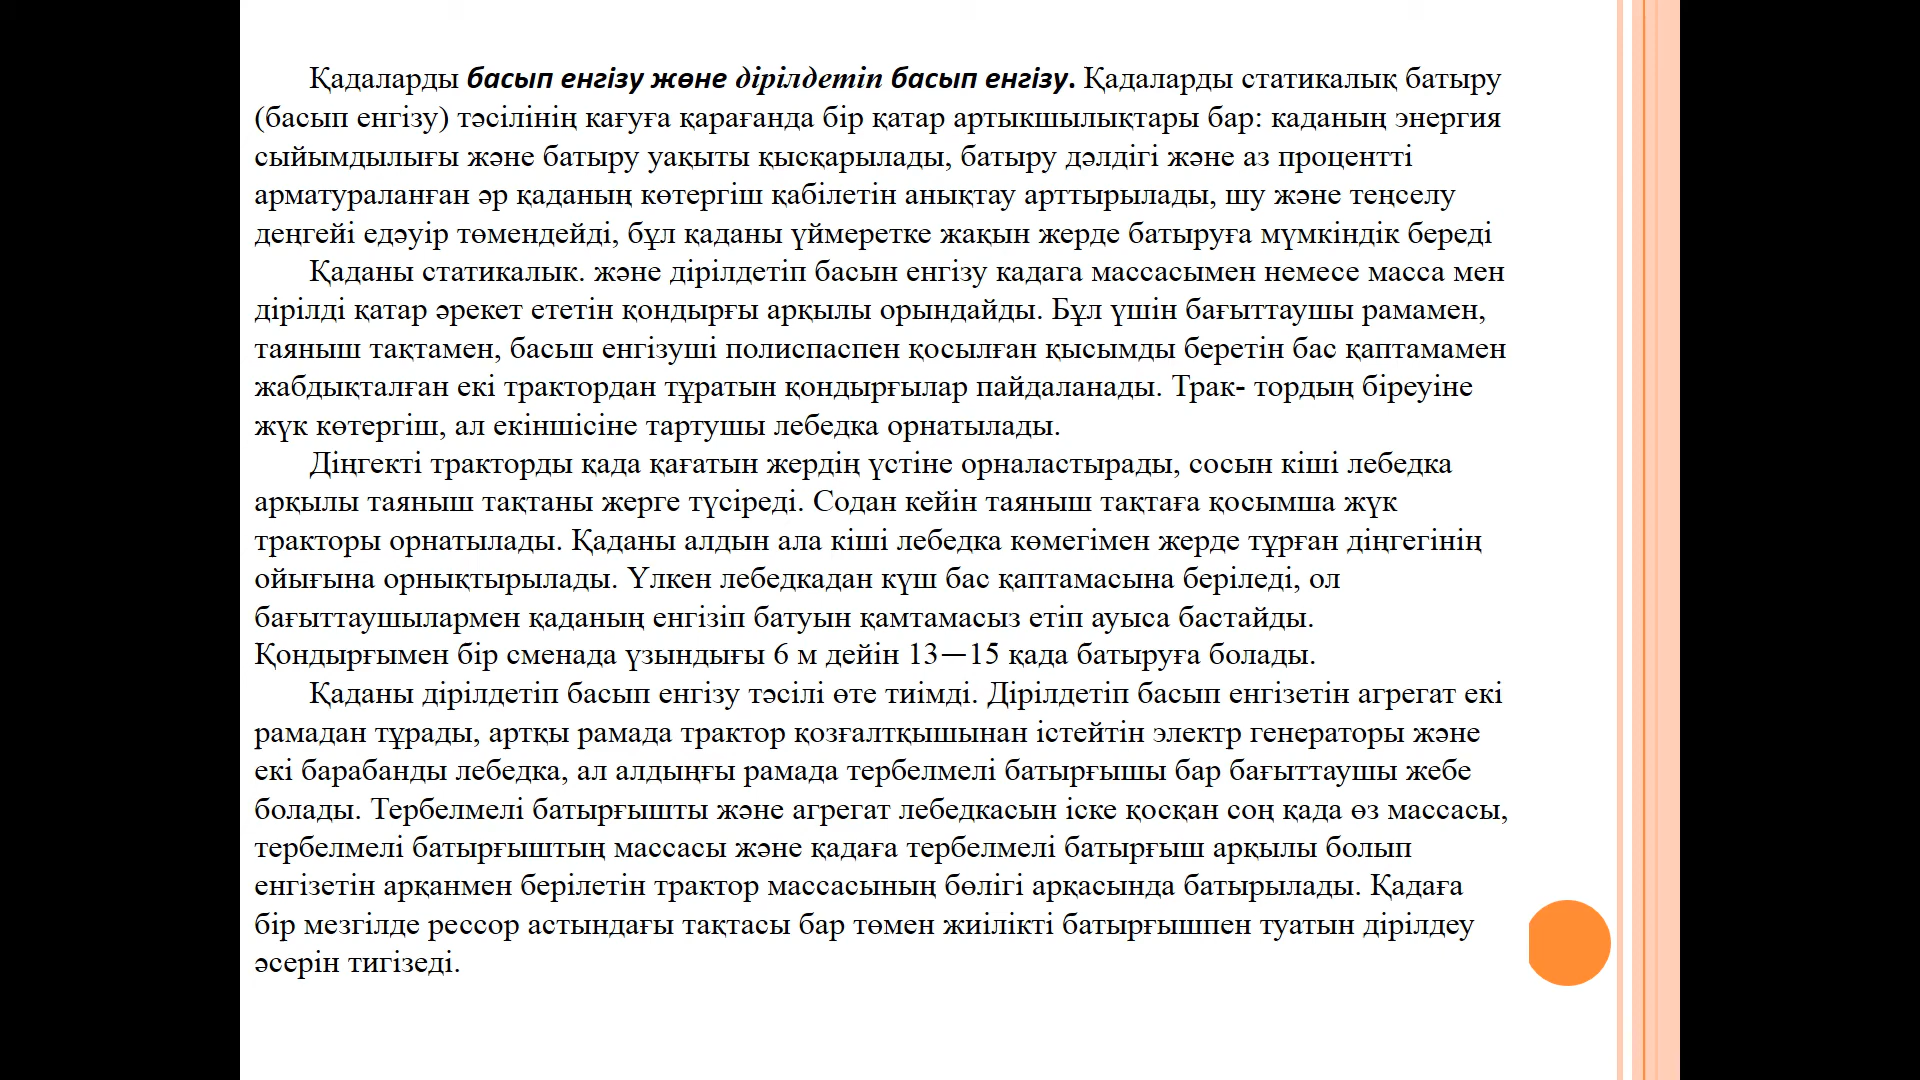 Қадаларды басып енгізу жөне дірілдетіп басып енгізу. Қадаларды статикалық батыру
(басып енгізу) тәсілінің кағуға қарағанда бір қатар артыкшылықтары бар: каданың энергия
сыйымдылығы және батыру уақыты қысқарылады, батыру дәлдігі және аз процентті
арматураланған әр қаданың көтергіш қабілетін анықтау арттырылады, шу және теңселу
деңгейі едәуір төмендейді, бұл қаданы үймеретке жақын жерде батыруға мүмкіндік береді
Қаданы статикалык. және дірілдетіп басын енгізу кадага массасымен немесе масса мен
дірілді қатар әрекет ететін қондырғы арқылы орындайды. Бұл үшін бағыттаушы рамамен,
таяныш тақтамен, басьш енгізуші полиспаспен қосылған қысымды беретін бас қаптамамен
жабдықталған екі трактордан тұратын қондырғылар пайдаланады. Трак- тордың біреуіне
жүк көтергіш, ал екіншісіне тартушы лебедка орнатылады.
Діңгекті тракторды қада қағатын жердің үстіне орналастырады, сосын кіші лебедка
арқылы таяныш тақтаны жерге түсіреді. Содан кейін таяныш тақтаға қосымша жүк
тракторы орнатылады. Қаданы алдын ала кіші лебедка көмегімен жерде тұрған діңгегінің
ойығына орнықтырылады. Үлкен лебедкадан күш бас қаптамасына беріледі, ол
бағыттаушылармен қаданың енгізіп батуын қамтамасыз етіп ауыса бастайды.
Қондырғымен бір сменада үзындығы 6 м дейін 13—15 қада батыруға болады.
Қаданы дірілдетіп басып енгізу тәсілі өте тиімді. Дірілдетіп басып енгізетін агрегат екі
рамадан тұрады, артқы рамада трактор қозғалтқышынан істейтін электр генераторы және
екі барабанды лебедка, ал алдыңғы рамада тербелмелі батырғышы бар бағыттаушы жебе
болады. Тербелмелі батырғышты және агрегат лебедкасын іске қосқан соң қада өз массасы,
тербелмелі батырғыштың массасы және қадаға тербелмелі батырғыш арқылы болып
енгізетін арқанмен берілетін трактор массасының бөлігі арқасында батырылады. Қадаға
бір мезгілде рессор астындағы тақтасы бар төмен жиілікті батырғышпен туатын дірілдеу
әсерін тигізеді.